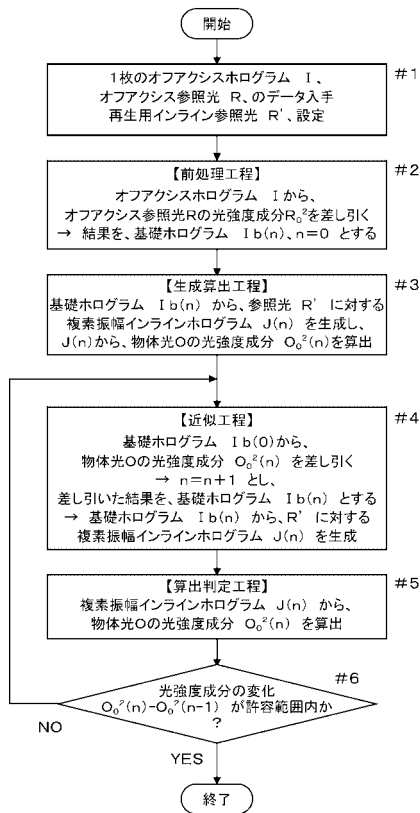 開始
#1
1枚のオフアクシスホログラム I、
オフアクシス参照光 R、のデータ入手
再生用インライン参照光 R'、設定
#2
【前処理工程】
オフアクシスホログラム Iから、
オフアクシス参照光Rの光強度成分R₀²を差し引く
→ 結果を、基礎ホログラム Ib(n)、n=0 とする
#3
【生成算出工程】
基礎ホログラム Ib(n) から、参照光 R' に対する
複素振幅インラインホログラム J(n) を生成し、
J(n)から、物体光Oの光強度成分 O₀²(n)を算出
#4
【近似工程】
基礎ホログラム Ib(0)から、
物体光Oの光強度成分 O₀²(n) を差し引く
→ n=n+1 とし、
差し引いた結果を、基礎ホログラム Ib(n) とする
→ 基礎ホログラム Ib(n) から、R' に対する
複素振幅インラインホログラム J(n) を生成
#5
【算出判定工程】
複素振幅インラインホログラム J(n) から、
物体光Oの光強度成分 O₀²(n) を算出
#6
光強度成分の変化
O₀²(n)-O₀²(n-1) が許容範囲内か
?
NO
YES
終了